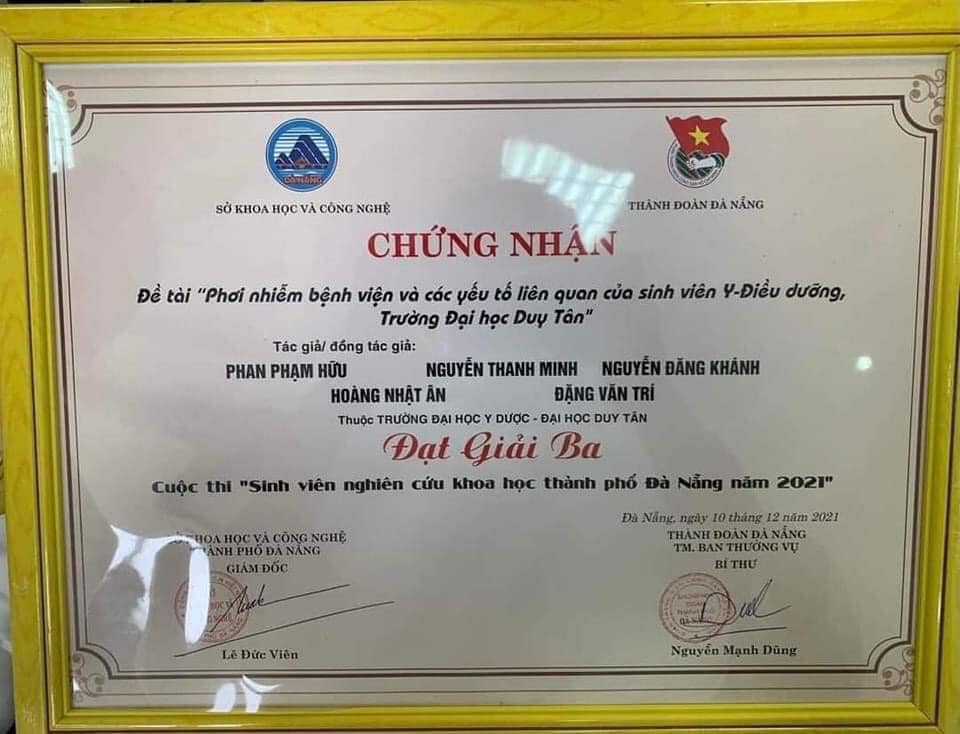 ĐÀ NẴNG
SỞ KHOA HỌC VÀ CÔNG NGHỆ
THÀNH ĐOÀN ĐÀ NẴNG
CHỨNG NHẬN
Đề tài "Phơi nhiễm bệnh viện và các yếu tố liên quan của sinh viên Y-Điều dưỡng,
Trường Đại học Duy Tân"
Tác giả/ đồng tác giả:
PHAN PHẠM HỮU NGUYỄN THANH MINH NGUYỄN ĐĂNG KHÁNH
HOÀNG NHẬT ÂN ĐẶNG VĂN TRÍ
Thuộc TRƯỜNG ĐẠI HỌC Y DƯỢC - ĐẠI HỌC DUY TÂN
Đạt Giải Ba
Cuộc thi "Sinh viên nghiên cứu khoa học thành phố Đà Nẵng năm 2021"
Đà Nẵng, ngày 10 tháng 12 năm 2021
SỞ KHOA HỌC VÀ CÔNG NGHỆ
THÀNH PHỐ ĐÀ NẴNG
GIÁM ĐỐC
Lê Đức Viên
THÀNH ĐOÀN ĐÀ NẴNG
TM. BAN THƯỜNG VỤ
BÍ THƯ
Nguyễn Mạnh Dũng